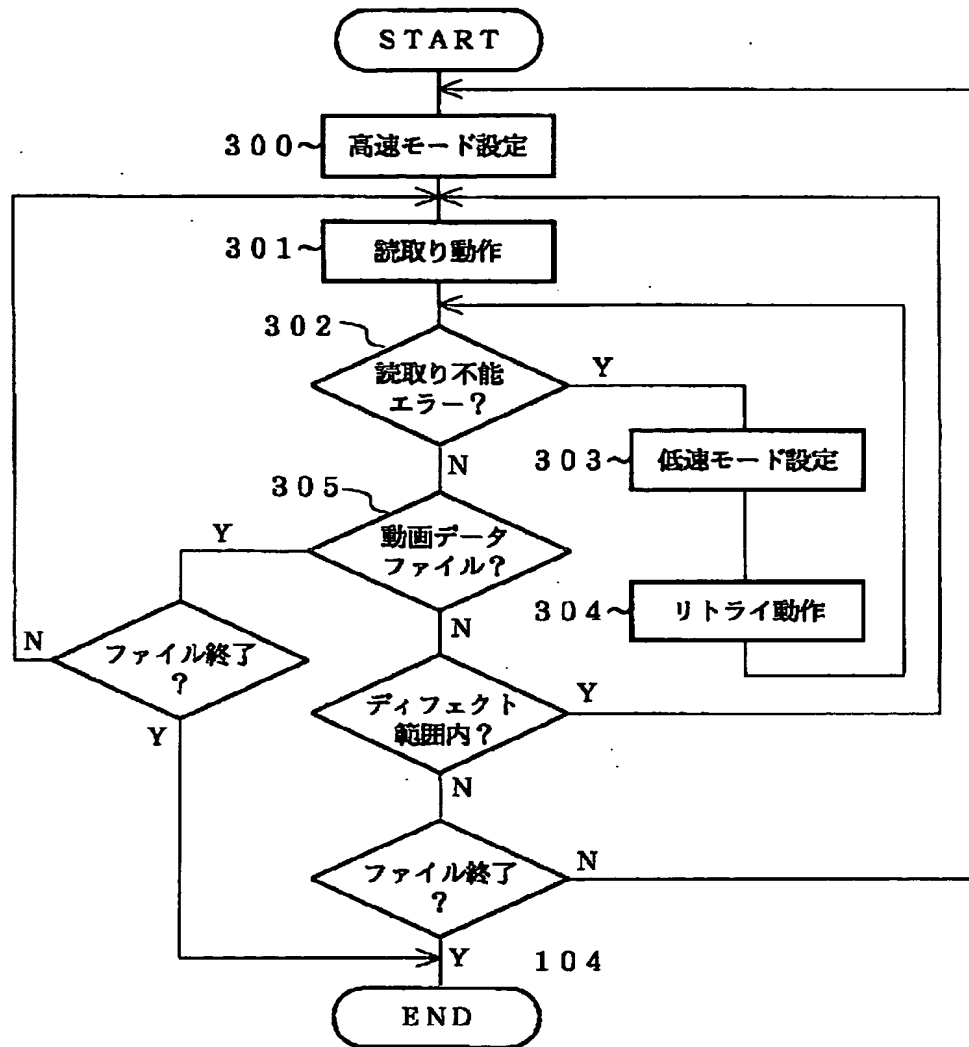 START
300~ 高速モード設定
301~ 読取り動作
302
読取り不能
エラー?
Y
N
303~ 低速モード設定
305
動画データ
ファイル?
Y
N
304~ リトライ動作
N
ファイル終了
?
Y
ディフェクト
範囲内?
Y
N
ファイル終了
?
N
Y
104
END